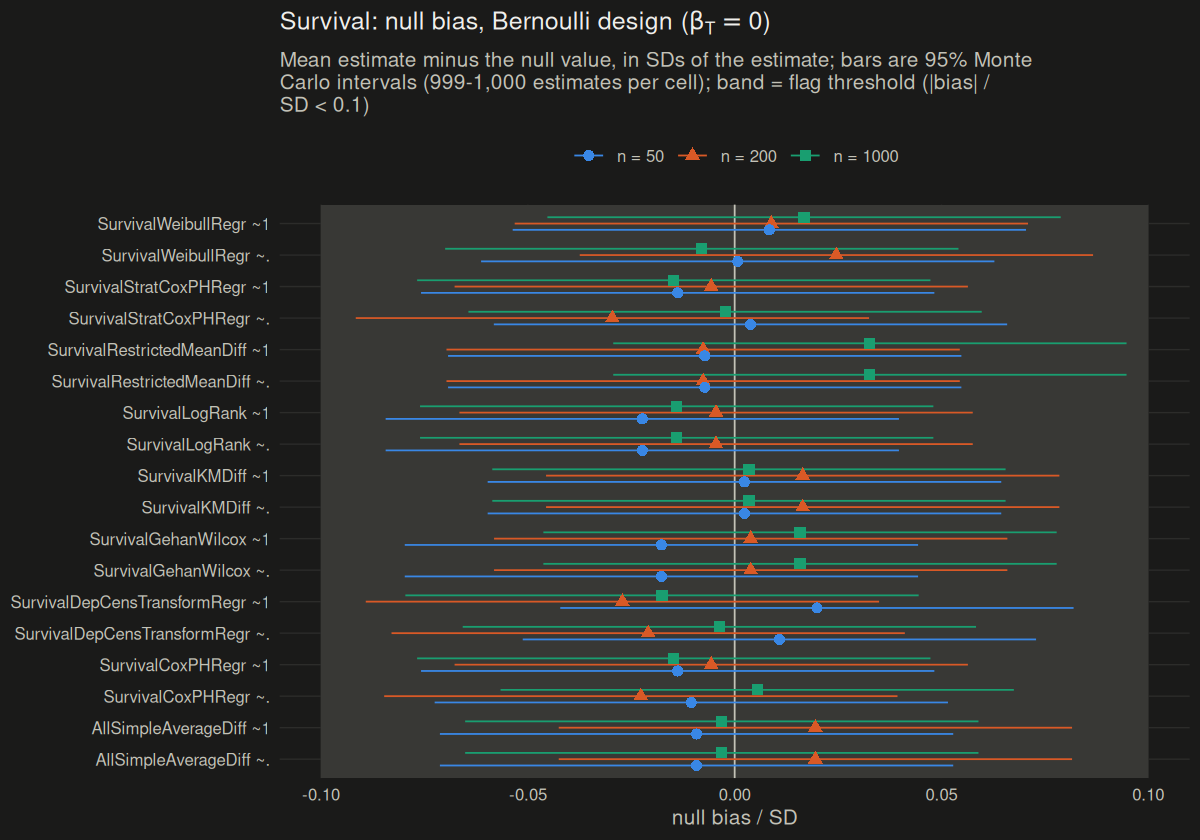 Survival: null bias, Bernoulli design (βT = 0)
Mean estimate minus the null value, in SDs of the estimate; bars are 95% Monte
Carlo intervals (999-1,000 estimates per cell); band = flag threshold (|bias| /
SD < 0.1)
n = 50 n = 200 n = 1000
SurvivalWeibullRegr ~1
SurvivalWeibullRegr ~.
SurvivalStratCoxPHRegr ~1
SurvivalStratCoxPHRegr ~.
SurvivalRestrictedMeanDiff ~1
SurvivalRestrictedMeanDiff ~.
SurvivalLogRank ~1
SurvivalLogRank ~.
SurvivalKMDiff ~1
SurvivalKMDiff ~.
SurvivalGehanWilcox ~1
SurvivalGehanWilcox ~.
SurvivalDepCensTransformRegr ~1
SurvivalDepCensTransformRegr ~.
SurvivalCoxPHRegr ~1
SurvivalCoxPHRegr ~.
AllSimpleAverageDiff ~1
AllSimpleAverageDiff ~.
-0.10 -0.05 0.00 0.05 0.10
null bias / SD